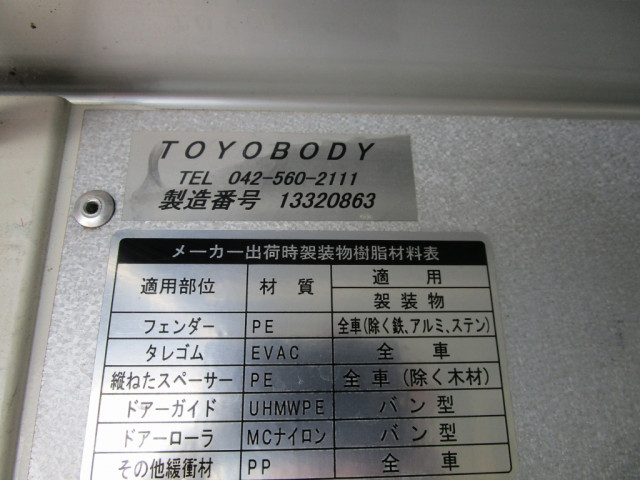 TOYOBODY
TEL 042-560-2111
製造番号 13320863
メーカー出荷時架装物樹脂材料表
適用部位 材質 適用
架装物
フェンダー PE 全車(除く鉄、アルミ、ステン)
タレゴム EVAC 全車
縦ねたスペーサー PE 全車(除く木材)
ドアーガイド UHMWPE バン型
ドアーローラ MCナイロン バン型
その他緩衝材 PP 全車